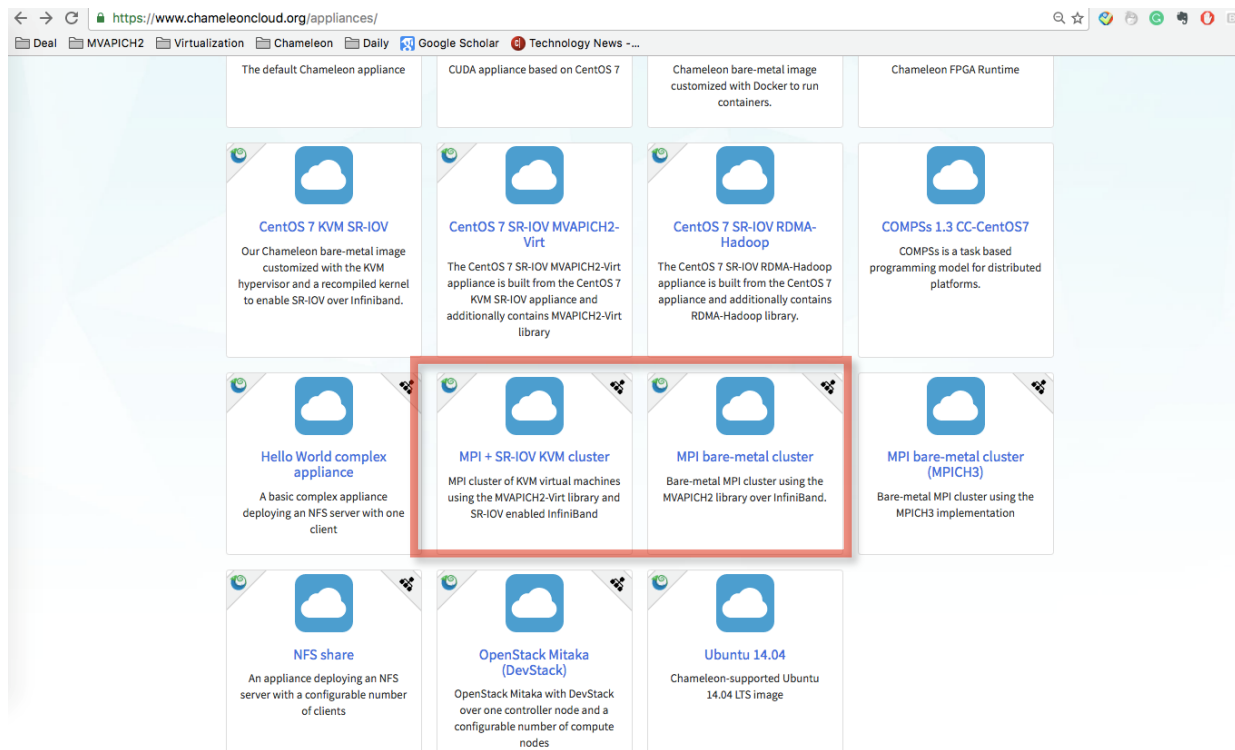 https://www.chameleoncloud.org/appliances/
Deal MVAPICH2 Virtualization Chameleon Daily Google Scholar Technology News -...
The default Chameleon appliance
CUDA appliance based on CentOS 7
Chameleon bare-metal image
customized with Docker to run
containers.
Chameleon FPGA Runtime
CentOS 7 KVM SR-IOV
Our Chameleon bare-metal image
customized with the KVM
hypervisor and a recompiled kernel
to enable SR-IOV over Infiniband.
CentOS 7 SR-IOV MVAPICH2-
Virt
The CentOS 7 SR-IOV MVAPICH2-Virt
appliance is built from the CentOS 7
KVM SR-IOV appliance and
additionally contains MVAPICH2-Virt
library
CentOS 7 SR-IOV RDMA-
Hadoop
The CentOS 7 SR-IOV RDMA-Hadoop
appliance is built from the CentOS 7
appliance and additionally contains
RDMA-Hadoop library.
COMPSs 1.3 CC-CentOS7
COMPSs is a task based
programming model for distributed
platforms.
Hello World complex
appliance
A basic complex appliance
deploying an NFS server with one
client
MPI + SR-IOV KVM cluster
MPI cluster of KVM virtual machines
using the MVAPICH2-Virt library and
SR-IOV enabled InfiniBand
MPI bare-metal cluster
Bare-metal MPI cluster using the
MVAPICH2 library over InfiniBand.
MPI bare-metal cluster
(MPICH3)
Bare-metal MPI cluster using the
MPICH3 implementation
NFS share
An appliance deploying an NFS
server with a configurable number
of clients
OpenStack Mitaka
(DevStack)
OpenStack Mitaka with DevStack
over one controller node and a
configurable number of compute
nodes
Ubuntu 14.04
Chameleon-supported Ubuntu
14.04 LTS image